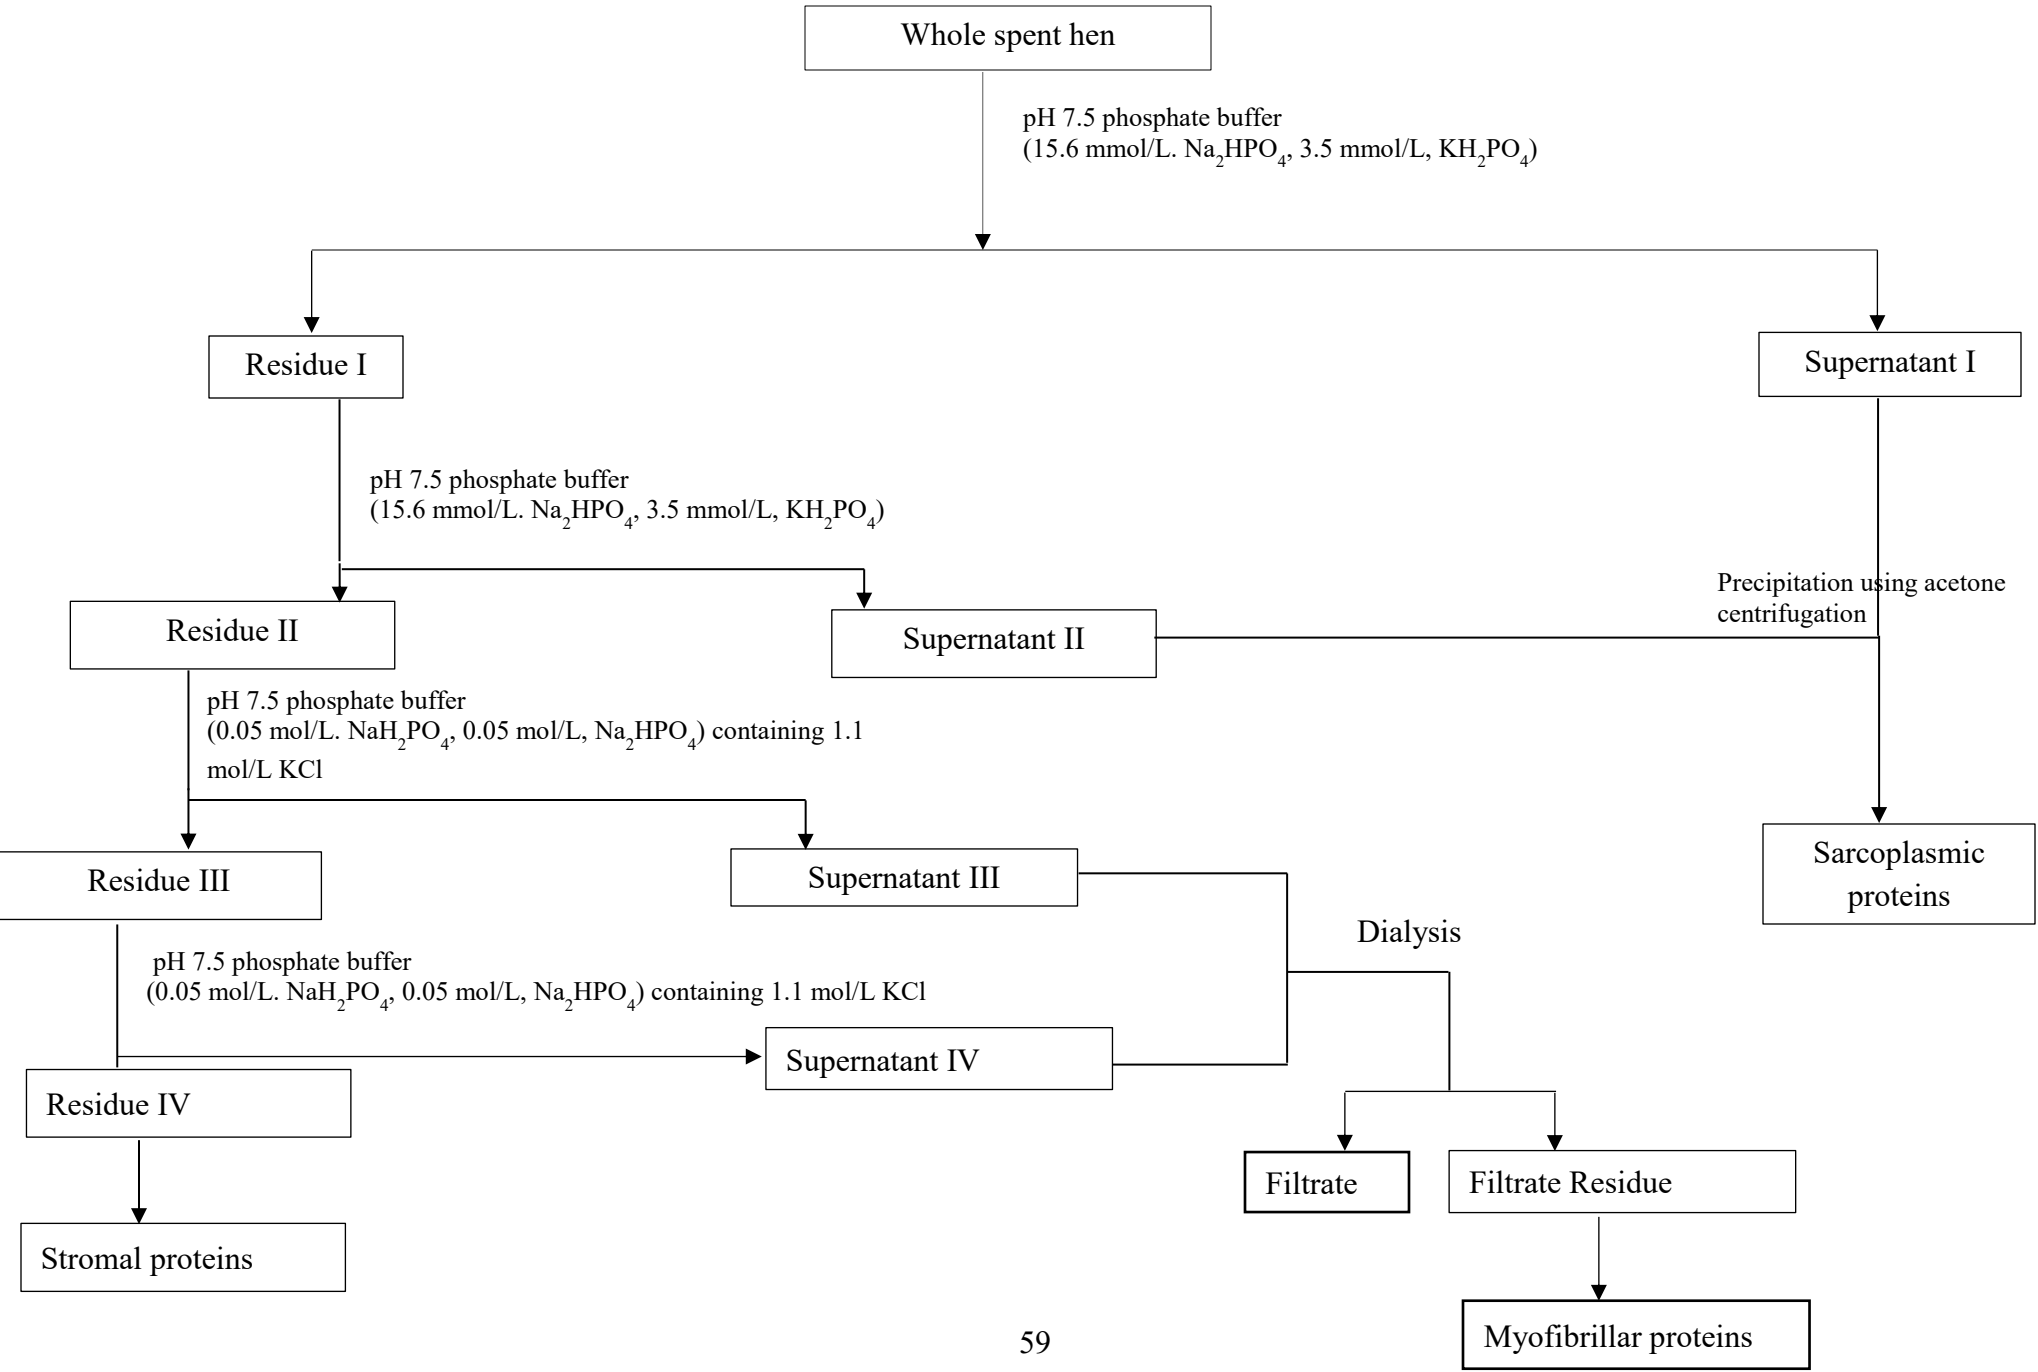 Whole spent hen
pH 7.5 phosphate buffer
(15.6 mmol/L. Na₂HPO₄, 3.5 mmol/L, KH₂PO₄)
Residue I
Supernatant I
pH 7.5 phosphate buffer
(15.6 mmol/L. Na₂HPO₄, 3.5 mmol/L, KH₂PO₄)
Precipitation using acetone
centrifugation
Residue II
Supernatant II
pH 7.5 phosphate buffer
(0.05 mol/L. NaH₂PO₄, 0.05 mol/L, Na₂HPO₄) containing 1.1
mol/L KCl
Residue III
Supernatant III
Sarcoplasmic
proteins
Dialysis
pH 7.5 phosphate buffer
(0.05 mol/L. NaH₂PO₄, 0.05 mol/L, Na₂HPO₄) containing 1.1 mol/L KCl
Supernatant IV
Residue IV
Filtrate
Filtrate Residue
Stromal proteins
Myofibrillar proteins
59